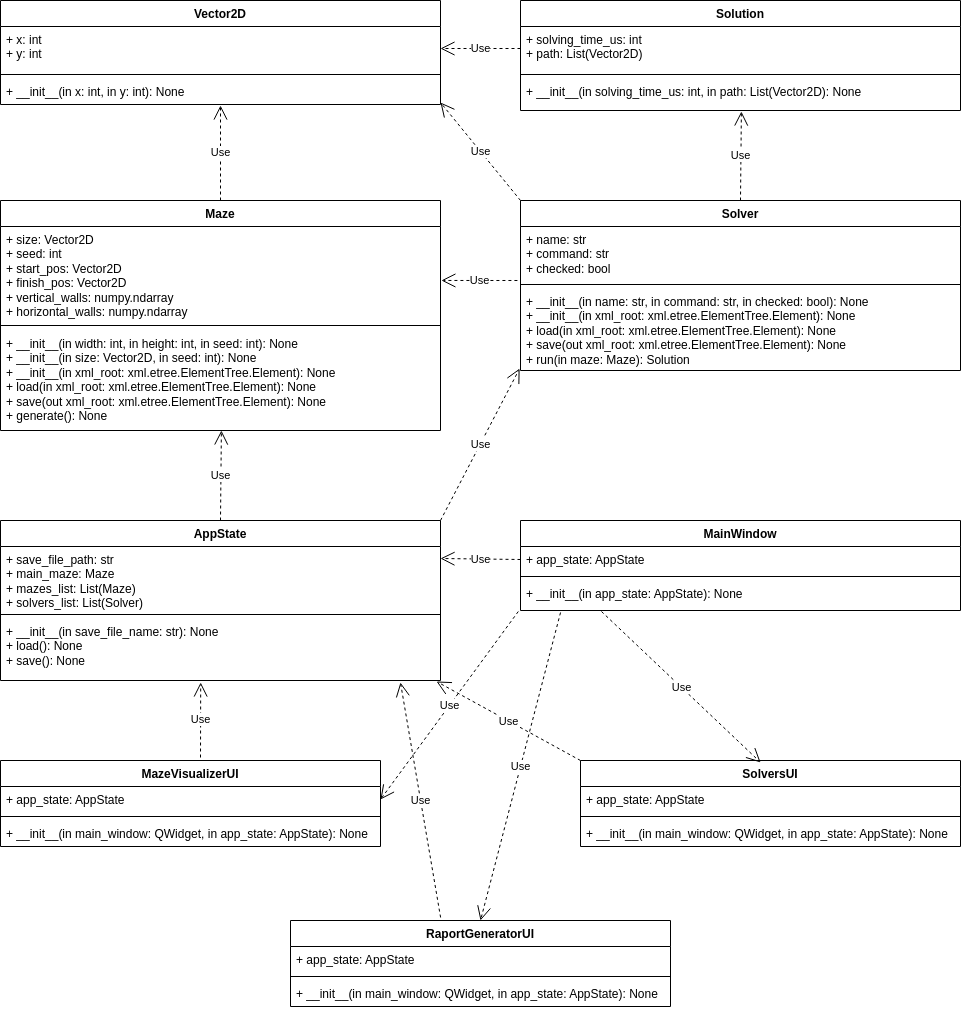 Vector2D
+ x: int
+ y: int
+ __init__(in x: int, in y: int): None
Use
Solution
+ solving_time_us: int
+ path: List(Vector2D)
+ __init__(in solving_time_us: int, in path: List(Vector2D): None
Use
Use
Use
Maze
+ size: Vector2D
+ seed: int
+ start_pos: Vector2D
+ finish_pos: Vector2D
+ vertical_walls: numpy.ndarray
+ horizontal_walls: numpy.ndarray
+ __init__(in width: int, in height: int, in seed: int): None
+ __init__(in size: Vector2D, in seed: int): None
+ __init__(in xml_root: xml.etree.ElementTree.Element): None
+ load(in xml_root: xml.etree.ElementTree.Element): None
+ save(out xml_root: xml.etree.ElementTree.Element): None
+ generate(): None
Use
Solver
+ name: str
+ command: str
+ checked: bool
+ __init__(in name: str, in command: str, in checked: bool): None
+ __init__(in xml_root: xml.etree.ElementTree.Element): None
+ load(in xml_root: xml.etree.ElementTree.Element): None
+ save(out xml_root: xml.etree.ElementTree.Element): None
+ run(in maze: Maze): Solution
Use
Use
AppState
+ save_file_path: str
+ main_maze: Maze
+ mazes_list: List(Maze)
+ solvers_list: List(Solver)
+ __init__(in save_file_name: str): None
+ load(): None
+ save(): None
Use
MainWindow
+ app_state: AppState
+ __init__(in app_state: AppState): None
Use
Use
Use
Use
Use
Use
MazeVisualizerUI
+ app_state: AppState
+ __init__(in main_window: QWidget, in app_state: AppState): None
SolversUI
+ app_state: AppState
+ __init__(in main_window: QWidget, in app_state: AppState): None
RaportGeneratorUI
+ app_state: AppState
+ __init__(in main_window: QWidget, in app_state: AppState): None